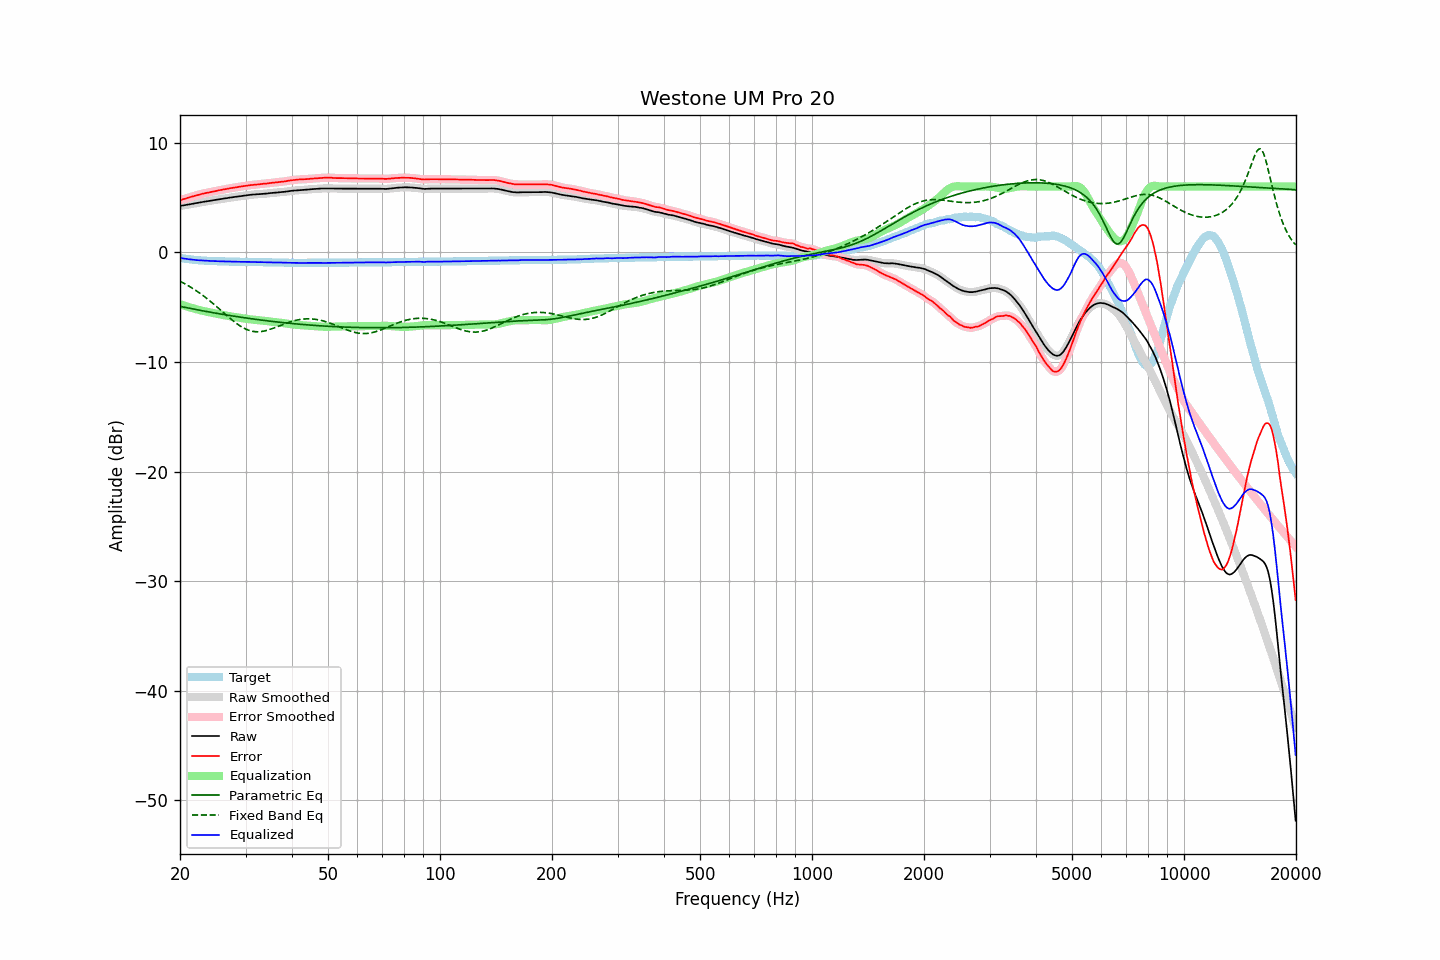 Westone UM Pro 20
Amplitude (dBr)
10
0
−10
−20
−30
−40
−50
Target
Raw Smoothed
Error Smoothed
Raw
Error
Equalization
Parametric Eq
Fixed Band Eq
Equalized
20 50 100 200 500 1000 2000 5000 10000 20000
Frequency (Hz)